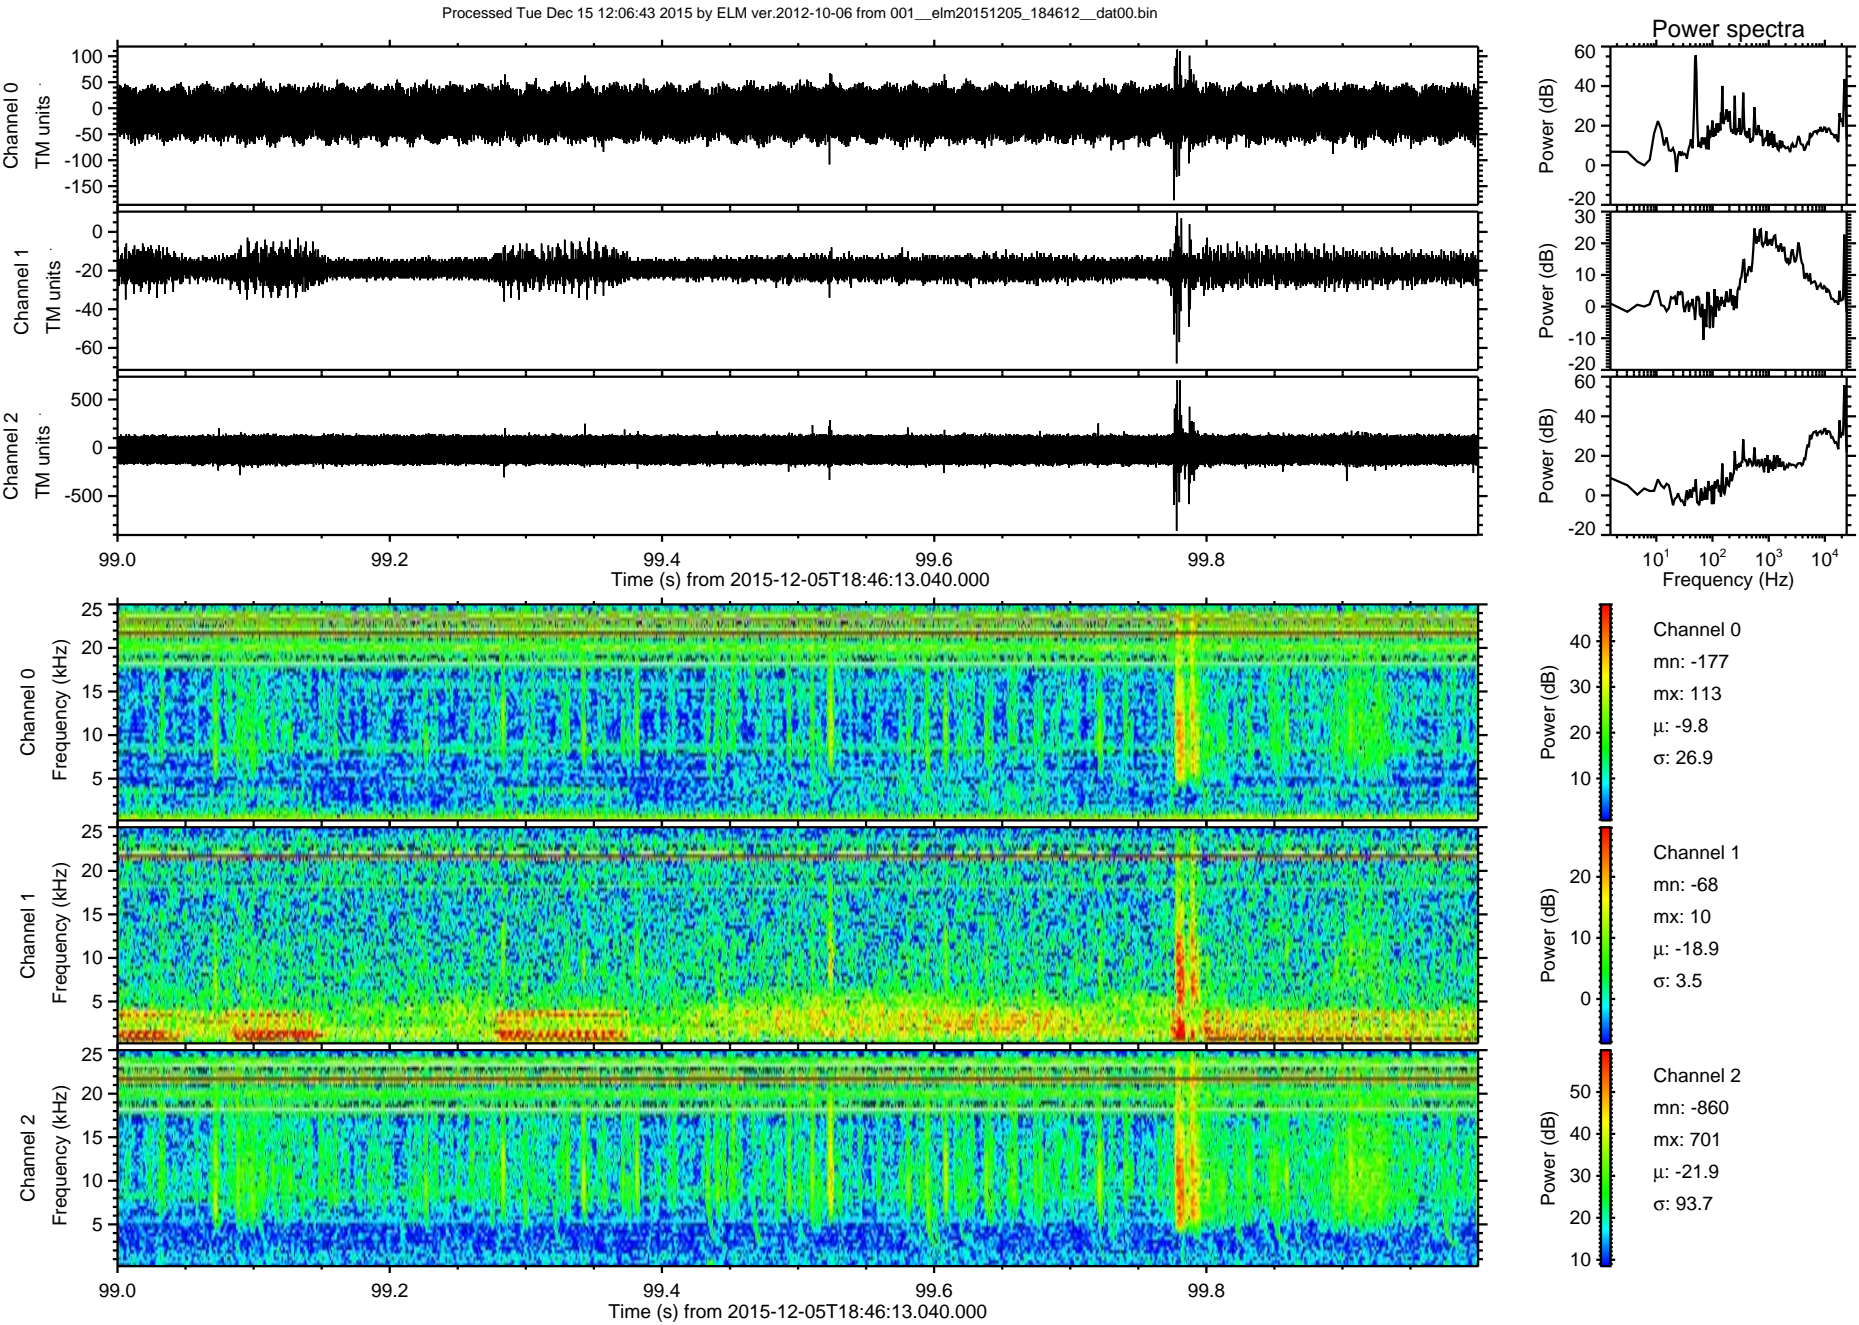 Processed Tue Dec 15 12:06:43 2015 by ELM ver.2012-10-06 from 001__elm20151205_184612__dat00.bin
Power spectra
Channel 0
TM units
100
50
0
-50
-100
-150
Power (dB)
60
40
20
0
-20
Channel 1
TM units
0
-20
-40
-60
Power (dB)
30
20
10
0
-10
-20
Channel 2
TM units
500
0
-500
Power (dB)
60
40
20
0
-20
99.0 99.2 99.4 99.6 99.8
Time (s) from 2015-12-05T18:46:13.040.000
10¹ 10² 10³ 10⁴
Frequency (Hz)
Channel 0
Frequency (kHz)
25
20
15
10
5
Power (dB)
40
30
20
10
Channel 0
mn: -177
mx: 113
µ: -9.8
σ: 26.9
Channel 1
Frequency (kHz)
25
20
15
10
5
Power (dB)
20
10
0
Channel 1
mn: -68
mx: 10
µ: -18.9
σ: 3.5
Channel 2
Frequency (kHz)
25
20
15
10
5
Power (dB)
50
40
30
20
10
Channel 2
mn: -860
mx: 701
µ: -21.9
σ: 93.7
99.0 99.2 99.4 99.6 99.8
Time (s) from 2015-12-05T18:46:13.040.000